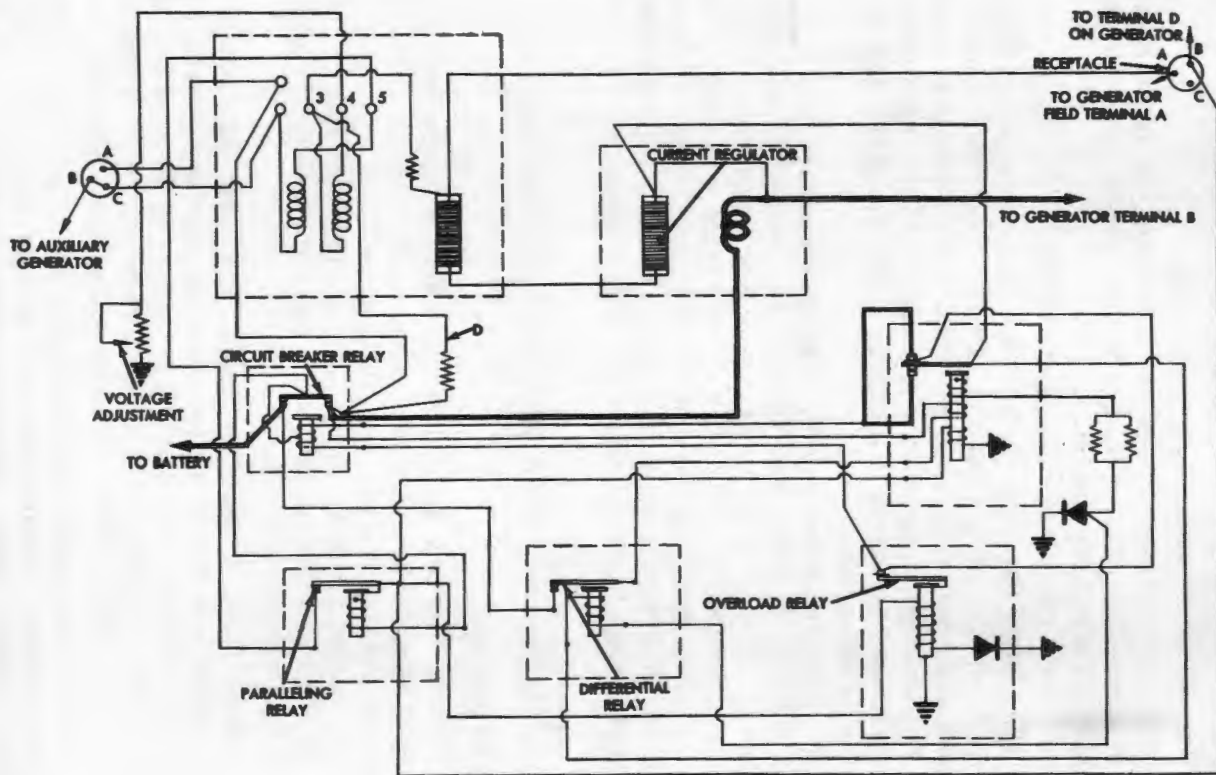 TO TERMINAL D
ON GENERATOR
A
B
RECEPTACLE
C
TO GENERATOR
FIELD TERMINAL A
3
4
5
CURRENT REGULATOR
A
B
C
TO GENERATOR TERMINAL B
TO AUXILIARY
GENERATOR
D
CIRCUIT BREAKER RELAY
VOLTAGE
ADJUSTMENT
TO BATTERY
OVERLOAD RELAY
PARALLELING
RELAY
DIFFERENTIAL
RELAY